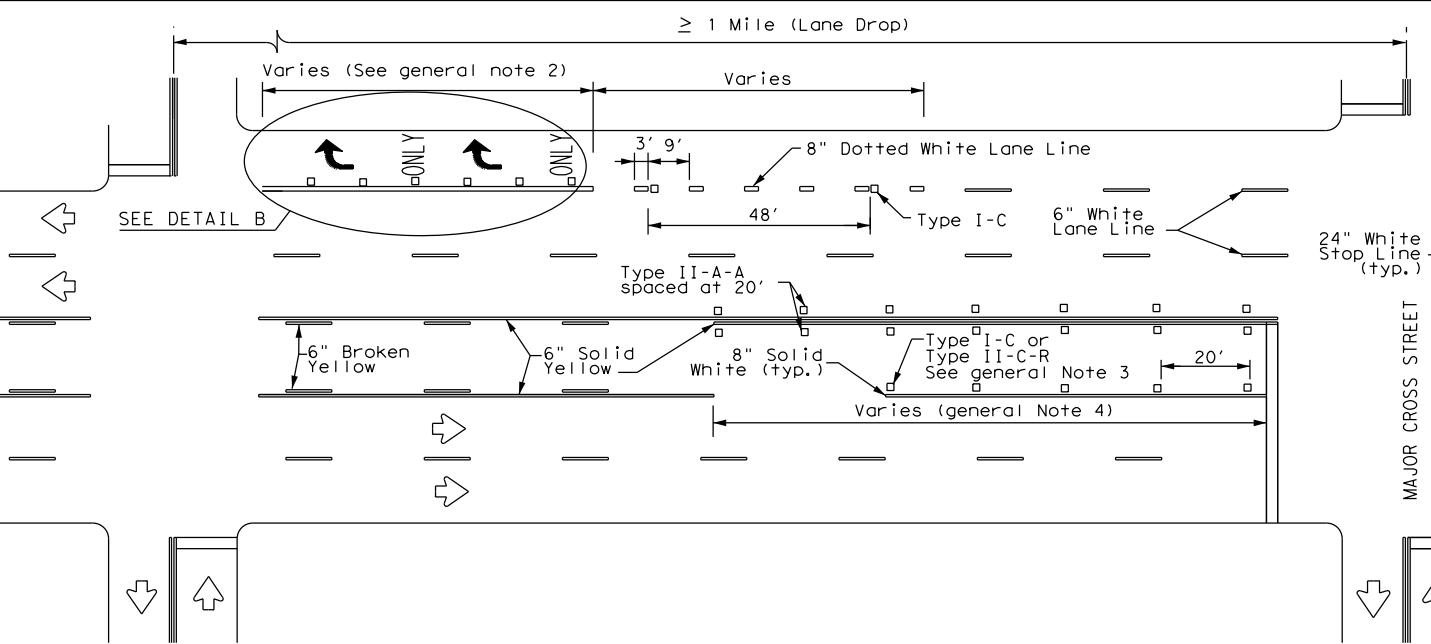 ≥ 1 Mile (Lane Drop)
Varies (See general note 2)
Varies
ONLY
ONLY
3'
9'
8" Dotted White Lane Line
SEE DETAIL B
48'
Type I-C
6" White
Lane Line
24" White
Stop Line
(typ.)
Type II-A-A
spaced at 20'
6" Broken
Yellow
6" Solid
Yellow
8" Solid
White (typ.)
Type I-C or
Type II-C-R
See general Note 3
20'
Varies (general Note 4)
MAJOR CROSS STREET